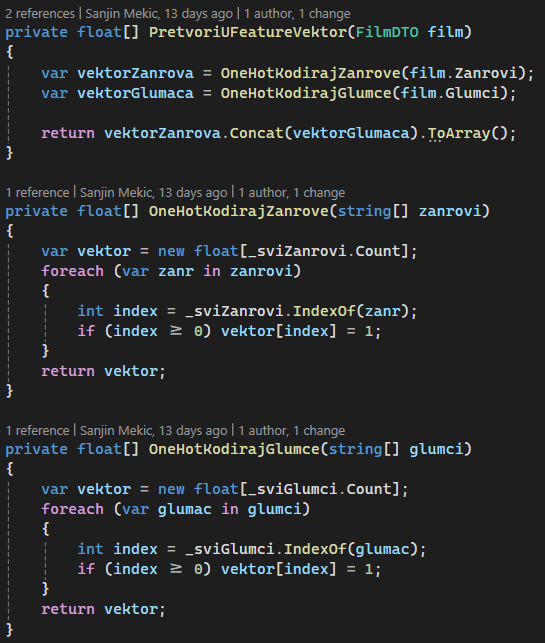 2 references | Sanjin Mekic, 13 days ago | 1 author, 1 change
private float[] PretvoriUFeatureVektor(FilmDTO film)
{
    var vektorZanrova = OneHotKodirajZanrove(film.Zanrovi);
    var vektorGlumaca = OneHotKodirajGlumce(film.Glumci);
    return vektorZanrova.Concat(vektorGlumaca).ToArray();
}
1 reference | Sanjin Mekic, 13 days ago | 1 author, 1 change
private float[] OneHotKodirajZanrove(string[] zanrovi)
{
    var vektor = new float[_sviZanrovi.Count];
    foreach (var zanr in zanrovi)
    {
        int index = _sviZanrovi.IndexOf(zanr);
        if (index ≥ 0) vektor[index] = 1;
    }
    return vektor;
}
1 reference | Sanjin Mekic, 13 days ago | 1 author, 1 change
private float[] OneHotKodirajGlumce(string[] glumci)
{
    var vektor = new float[_sviGlumci.Count];
    foreach (var glumac in glumci)
    {
        int index = _sviGlumci.IndexOf(glumac);
        if (index ≥ 0) vektor[index] = 1;
    }
    return vektor;
}